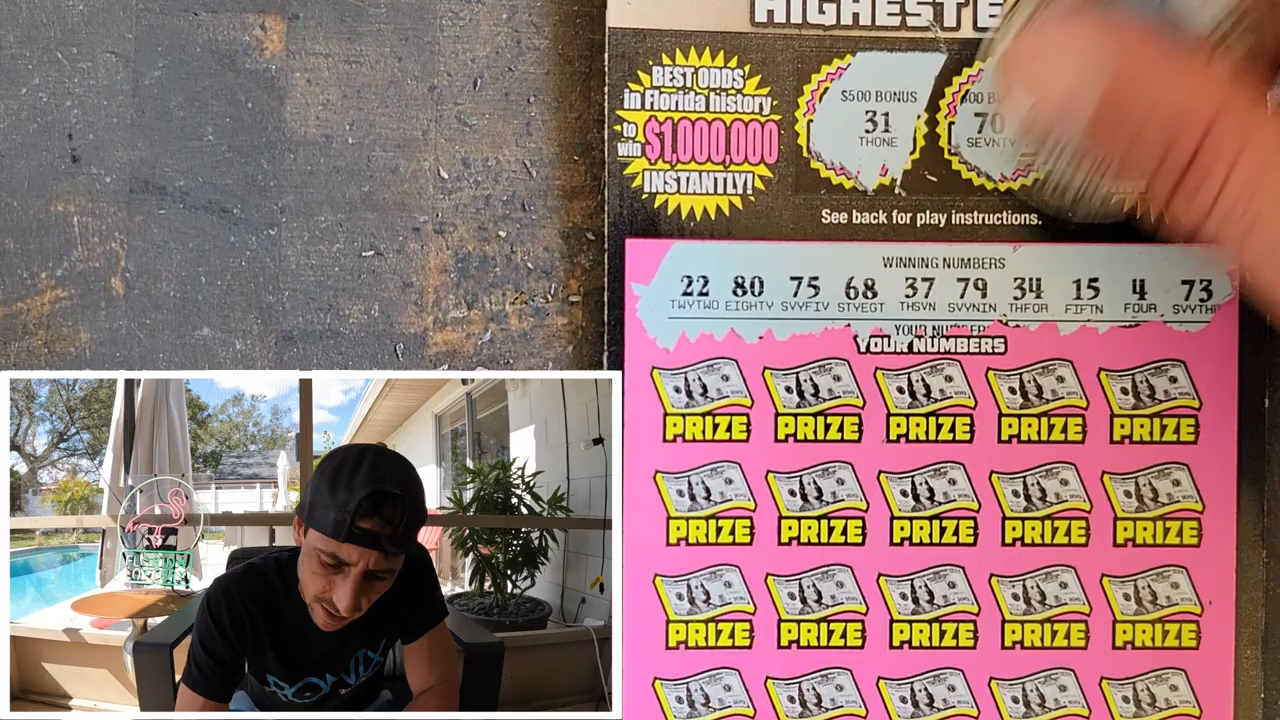 HIGHEST
BEST ODDS
in Florida history
to win $1,000,000
INSTANTLY!
$500 BONUS
31
THONE
70
SEVNTY
See back for play instructions.
WINNING NUMBERS
22 80 75 68 37 79 34 15 4 73
TWYTWO EIGHTY SVYFIV STYEGT THSVN SVYNIN THFOR FIFTN FOUR SVYTH
YOUR NUMBERS
YOUR NUMBERS
PRIZE PRIZE PRIZE PRIZE PRIZE
PRIZE PRIZE PRIZE PRIZE PRIZE
PRIZE PRIZE PRIZE PRIZE PRIZE